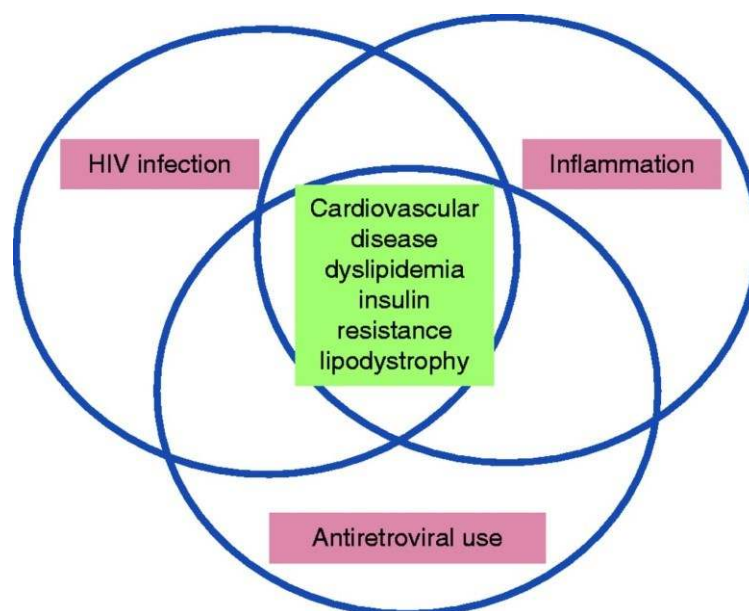 HIV infection
Inflammation
Cardiovascular
disease
dyslipidemia
insulin
resistance
lipodystrophy
Antiretroviral use